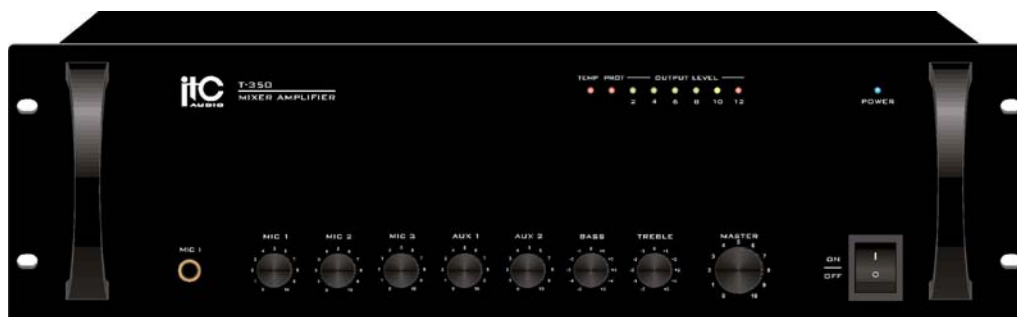 itC
AUDIO
T-350
MIXER AMPLIFIER
TEMP PROT OUTPUT LEVEL
2 4 6 8 10 12
POWER
MIC 1
MIC 1 MIC 2 MIC 3 AUX 1 AUX 2 BASS TREBLE MASTER
ON
OFF
I
O